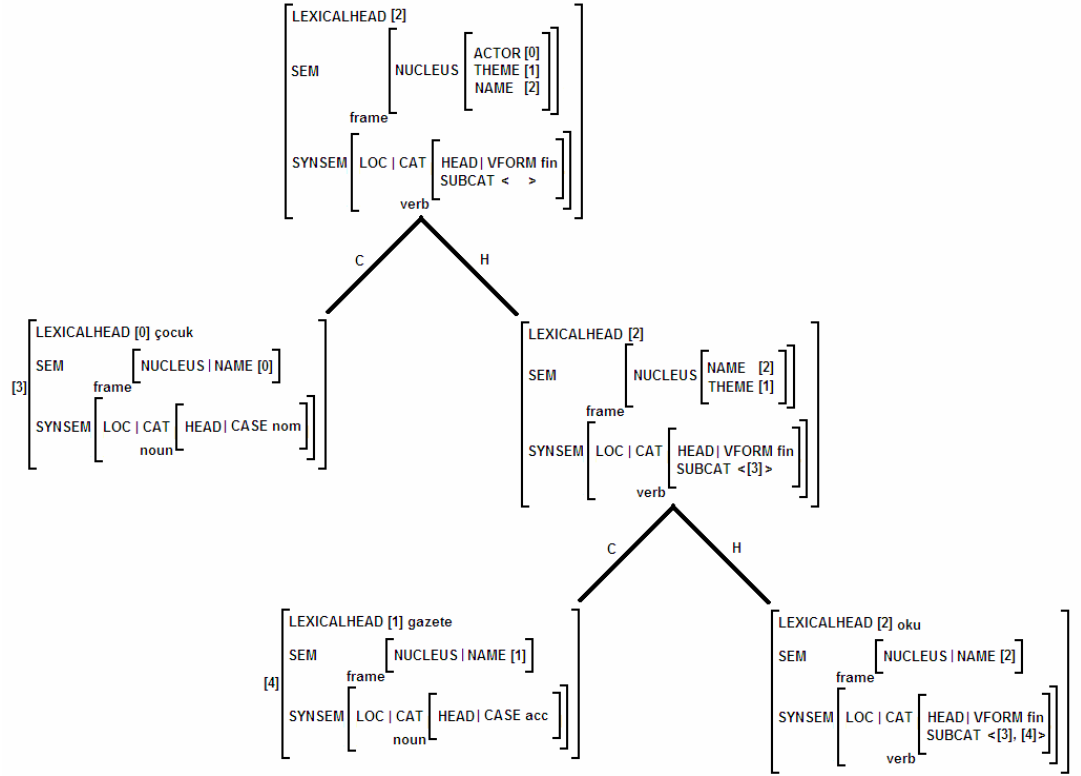 LEXICALHEAD [2]
SEM
NUCLEUS
ACTOR [0]
THEME [1]
NAME [2]
frame
SYNSEM
LOC | CAT
HEAD| VFORM fin
SUBCAT < >
verb
C
H
[3]
LEXICALHEAD [0] çocuk
SEM
NUCLEUS | NAME [0]
frame
SYNSEM
LOC | CAT
HEAD| CASE nom
noun
LEXICALHEAD [2]
SEM
NUCLEUS
NAME [2]
THEME [1]
frame
SYNSEM
LOC | CAT
HEAD| VFORM fin
SUBCAT <[3]>
verb
C
H
[4]
LEXICALHEAD [1] gazete
SEM
NUCLEUS | NAME [1]
frame
SYNSEM
LOC | CAT
HEAD| CASE acc
noun
LEXICALHEAD [2] oku
SEM
NUCLEUS | NAME [2]
frame
SYNSEM
LOC | CAT
HEAD| VFORM fin
SUBCAT <[3], [4]>
verb